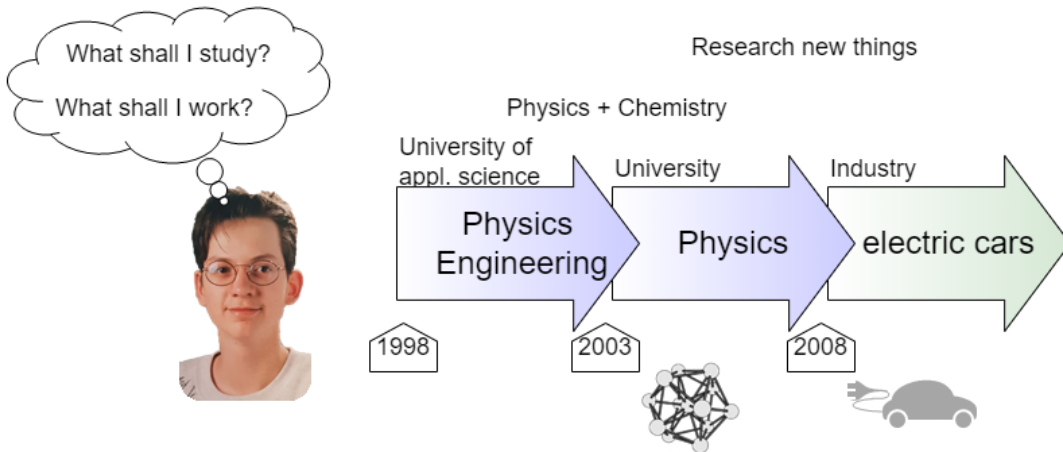 What shall I study?
What shall I work?
Research new things
Physics + Chemistry
University of
appl. science
University
Industry
Physics
Engineering
Physics
electric cars
1998
2003
2008